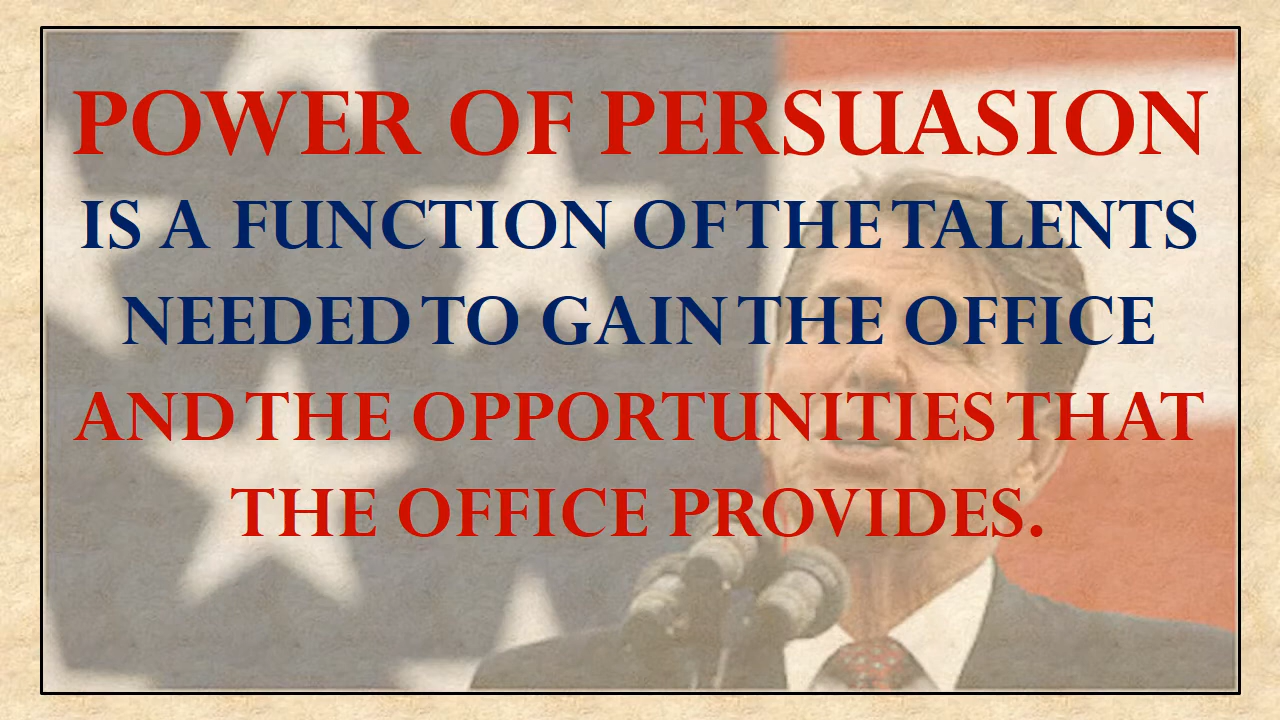 POWER OF PERSUASION
IS A FUNCTION OF THE TALENTS
NEEDED TO GAIN THE OFFICE
AND THE OPPORTUNITIES THAT
THE OFFICE PROVIDES.